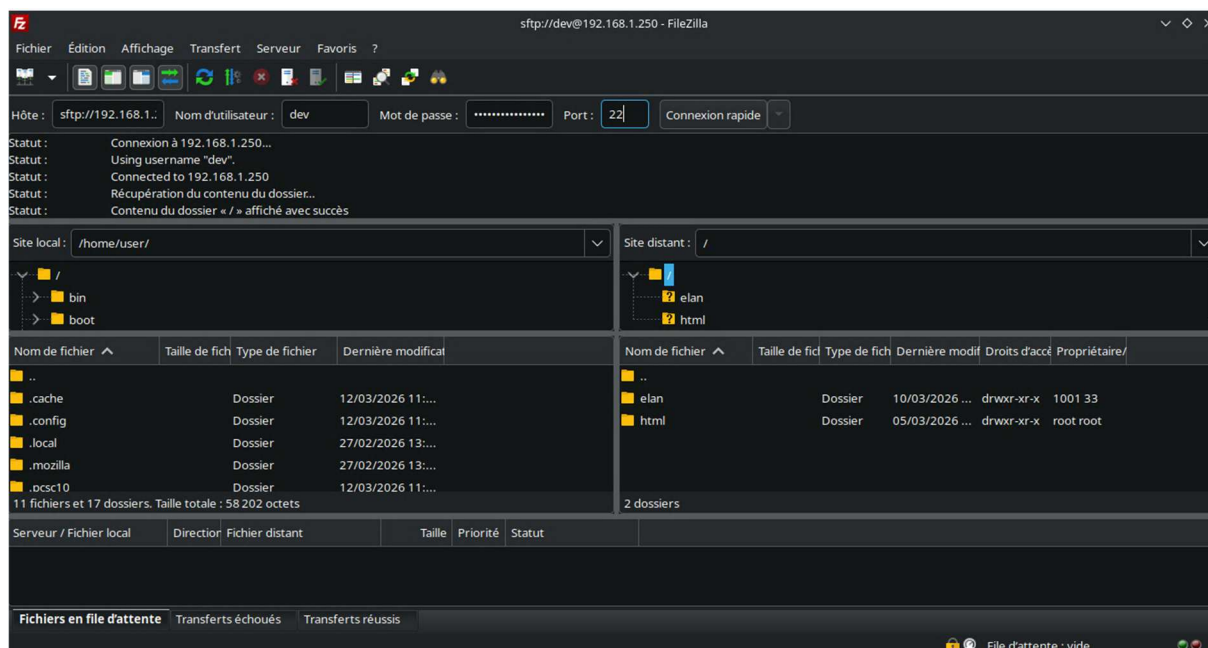 Fz sftp://dev@192.168.1.250 - FileZilla
Fichier Édition Affichage Transfert Serveur Favoris ?
Hôte : sftp://192.168.1.: Nom d'utilisateur : dev Mot de passe : •••••••••••••••• Port : 22 Connexion rapide
Statut : Connexion à 192.168.1.250...
Statut : Using username "dev".
Statut : Connected to 192.168.1.250
Statut : Récupération du contenu du dossier...
Statut : Contenu du dossier « / » affiché avec succès
Site local : /home/user/ Site distant : /
/ /
bin elan
boot html
Nom de fichier Taille de fich Type de fichier Dernière modificat Nom de fichier Taille de fich Type de fich Dernière modif Droits d'accè Propriétaire/
.. ..
.cache Dossier 12/03/2026 11:... elan Dossier 10/03/2026 ... drwxr-xr-x 1001 33
.config Dossier 12/03/2026 11:... html Dossier 05/03/2026 ... drwxr-xr-x root root
.local Dossier 27/02/2026 13:...
.mozilla Dossier 27/02/2026 13:...
.pcsc10 Dossier 12/03/2026 11:...
11 fichiers et 17 dossiers. Taille totale : 58 202 octets 2 dossiers
Serveur / Fichier local Direction Fichier distant Taille Priorité Statut
Fichiers en file d'attente Transferts échoués Transferts réussis
File d'attente : vide